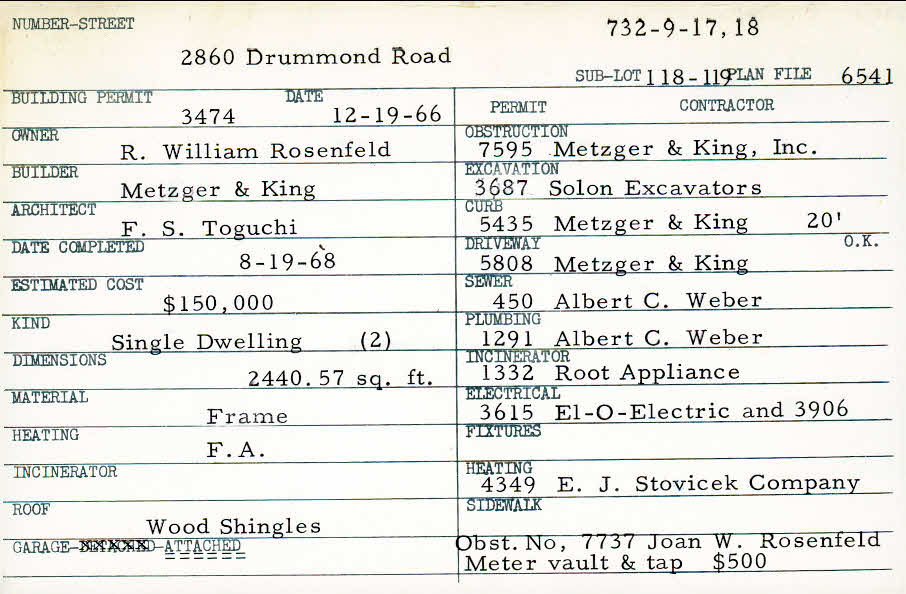 NUMBER-STREET
732-9-17,18
2860 Drummond Road
SUB-LOT 118-119 PLAN FILE 6541
BUILDING PERMIT DATE
3474 12-19-66
OWNER
R. William Rosenfeld
BUILDER
Metzger & King
ARCHITECT
F. S. Toguchi
DATE COMPLETED
8-19-68
ESTIMATED COST
$150,000
KIND
Single Dwelling (2)
DIMENSIONS
2440.57 sq. ft.
MATERIAL
Frame
HEATING
F.A.
INCINERATOR
ROOF
Wood Shingles
GARAGE-DETACHED-ATTACHED
PERMIT CONTRACTOR
OBSTRUCTION
7595 Metzger & King, Inc.
EXCAVATION
3687 Solon Excavators
CURB
5435 Metzger & King 20'
DRIVEWAY O.K.
5808 Metzger & King
SEWER
450 Albert C. Weber
PLUMBING
1291 Albert C. Weber
INCINERATOR
1332 Root Appliance
ELECTRICAL
3615 El-O-Electric and 3906
FIXTURES
HEATING
4349 E. J. Stovicek Company
SIDEWALK
Obst. No, 7737 Joan W. Rosenfeld
Meter vault & tap $500